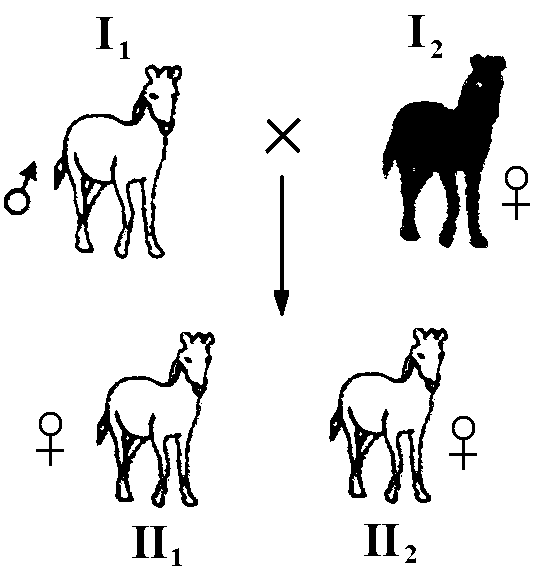 I₁ I₂
♂ × ♀
♀ ♀
II₁ II₂